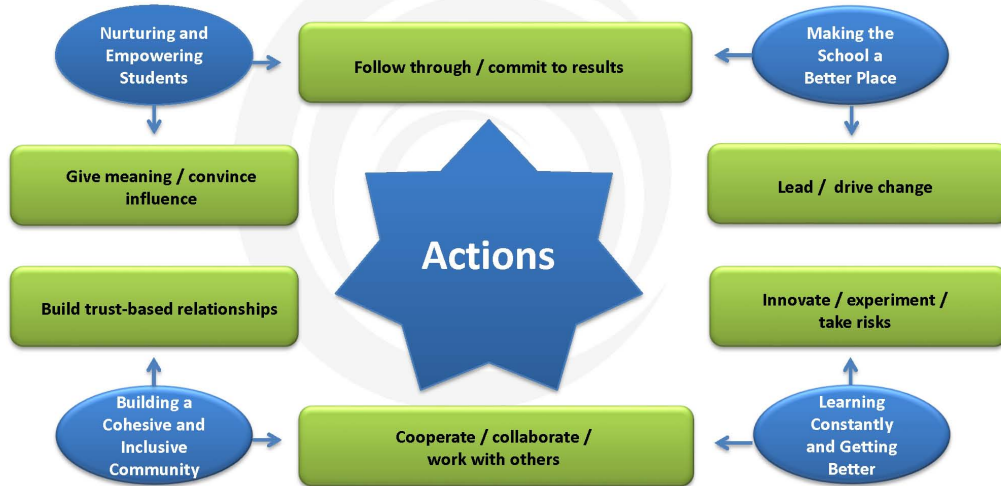 Nurturing and
Empowering
Students
Follow through / commit to results
Making the
School a
Better Place
Give meaning / convince
influence
Lead / drive change
Actions
Build trust-based relationships
Innovate / experiment /
take risks
Building a
Cohesive and
Inclusive
Community
Cooperate / collaborate /
work with others
Learning
Constantly
and Getting
Better